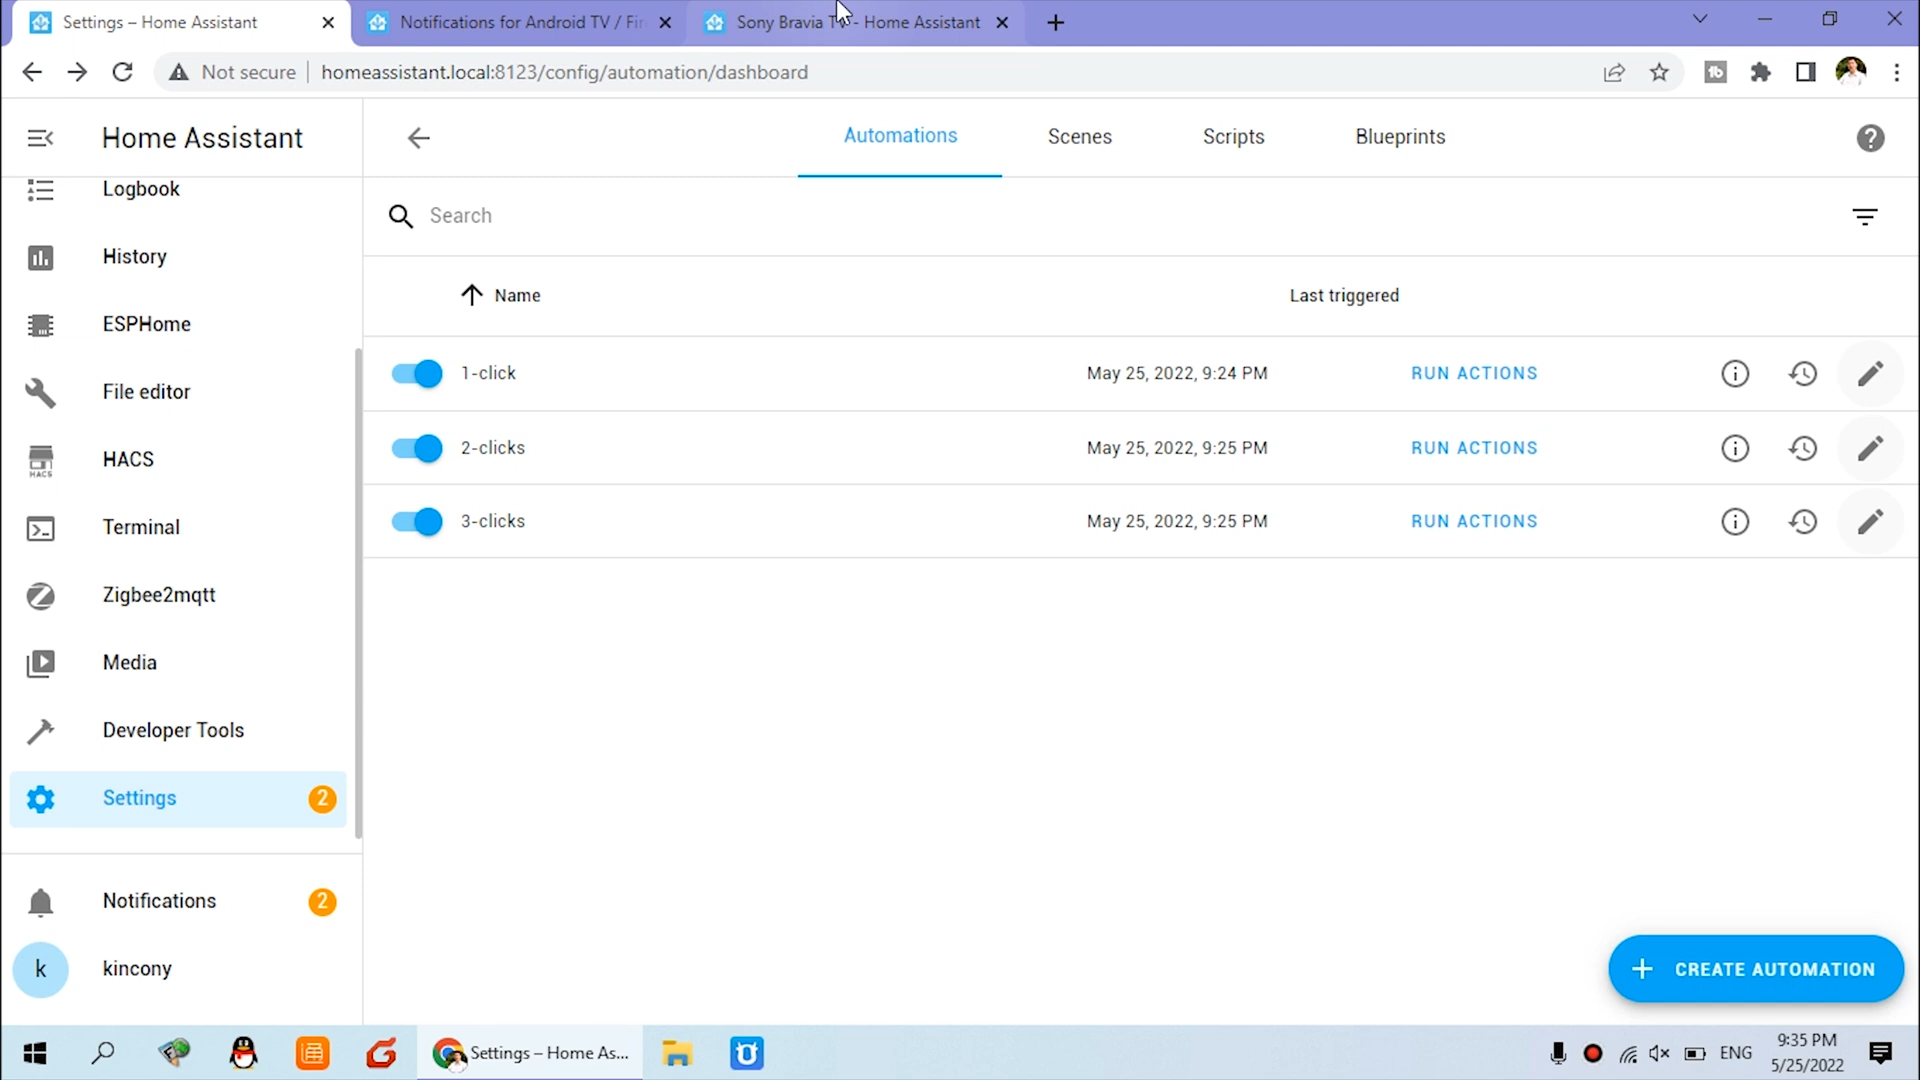 Settings – Home Assistant
Notifications for Android TV / Fir
Sony Bravia T - Home Assistant
Not secure
homeassistant.local:8123/config/automation/dashboard
Home Assistant
Automations
Scenes
Scripts
Blueprints
Logbook
Search
History
Name
Last triggered
ESPHome
1-click
May 25, 2022, 9:24 PM
RUN ACTIONS
File editor
2-clicks
May 25, 2022, 9:25 PM
RUN ACTIONS
HACS
HACS
3-clicks
May 25, 2022, 9:25 PM
RUN ACTIONS
Terminal
Zigbee2mqtt
Media
Developer Tools
Settings
2
Notifications
2
k
kincony
CREATE AUTOMATION
Settings – Home As...
ENG
9:35 PM
5/25/2022